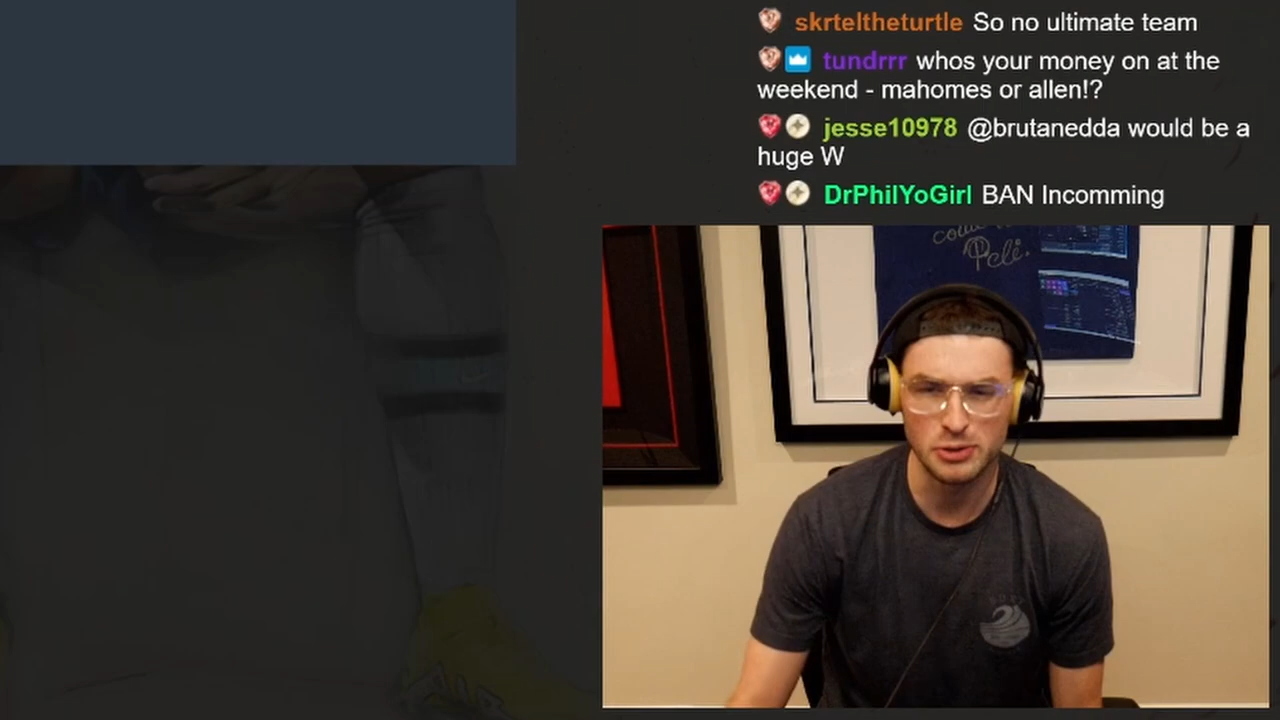 skrteltheturtle So no ultimate team
tundrrr whos your money on at the
weekend - mahomes or allen!?
jesse10978 @brutanedda would be a
huge W
DrPhilYoGirl BAN Incomming
Pelé.